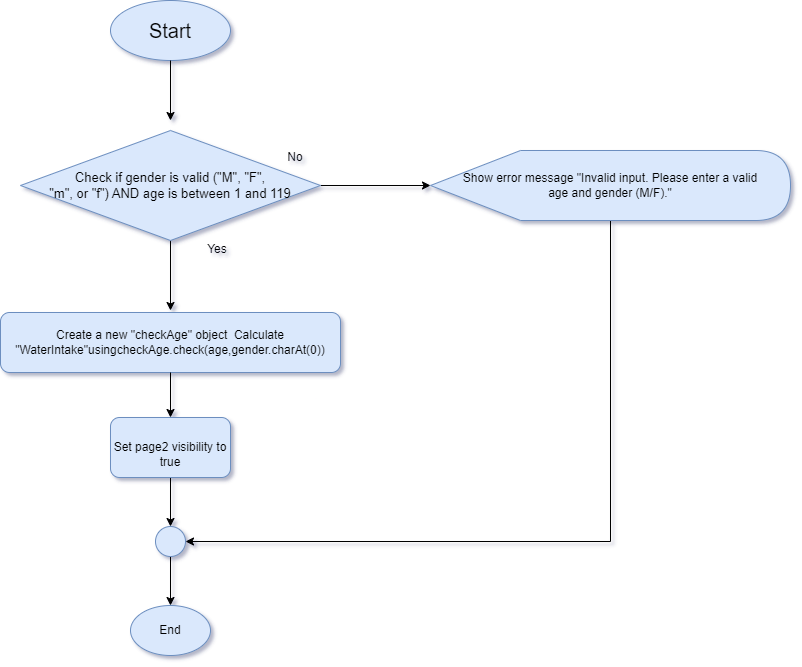 Start
Check if gender is valid ("M", "F",
"m", or "f") AND age is between 1 and 119
No
Show error message "Invalid input. Please enter a valid
age and gender (M/F)."
Yes
Create a new "checkAge" object  Calculate
"WaterIntake"usingcheckAge.check(age,gender.charAt(0))
Set page2 visibility to
true
End